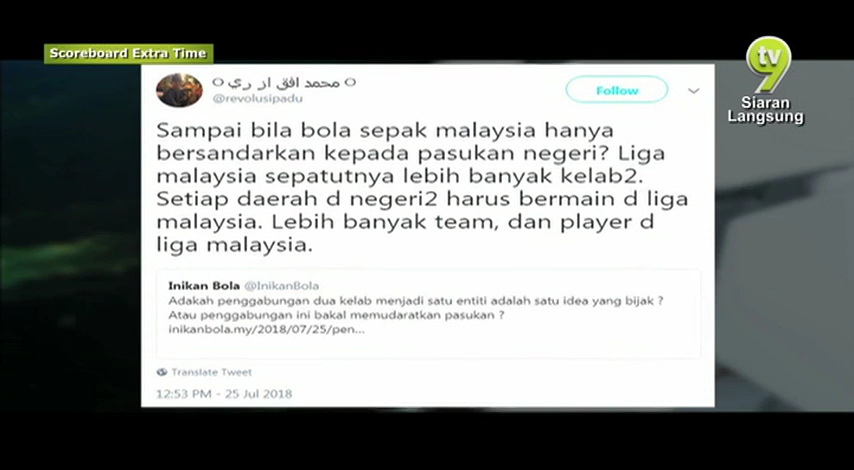 Scoreboard Extra Time
tv
9
Siaran
Langsung
محمد افق از ري
@revolusipadu
Follow
Sampai bila bola sepak malaysia hanya
bersandarkan kepada pasukan negeri? Liga
malaysia sepatutnya lebih banyak kelab2.
Setiap daerah d negeri2 harus bermain d liga
malaysia. Lebih banyak team, dan player d
liga malaysia.
Inikan Bola @InikanBola
Adakah penggabungan dua kelab menjadi satu entiti adalah satu idea yang bijak ?
Atau penggabungan ini bakal memudaratkan pasukan ?
inikanbola.my/2018/07/25/pen...
Translate Tweet
12:53 PM - 25 Jul 2018